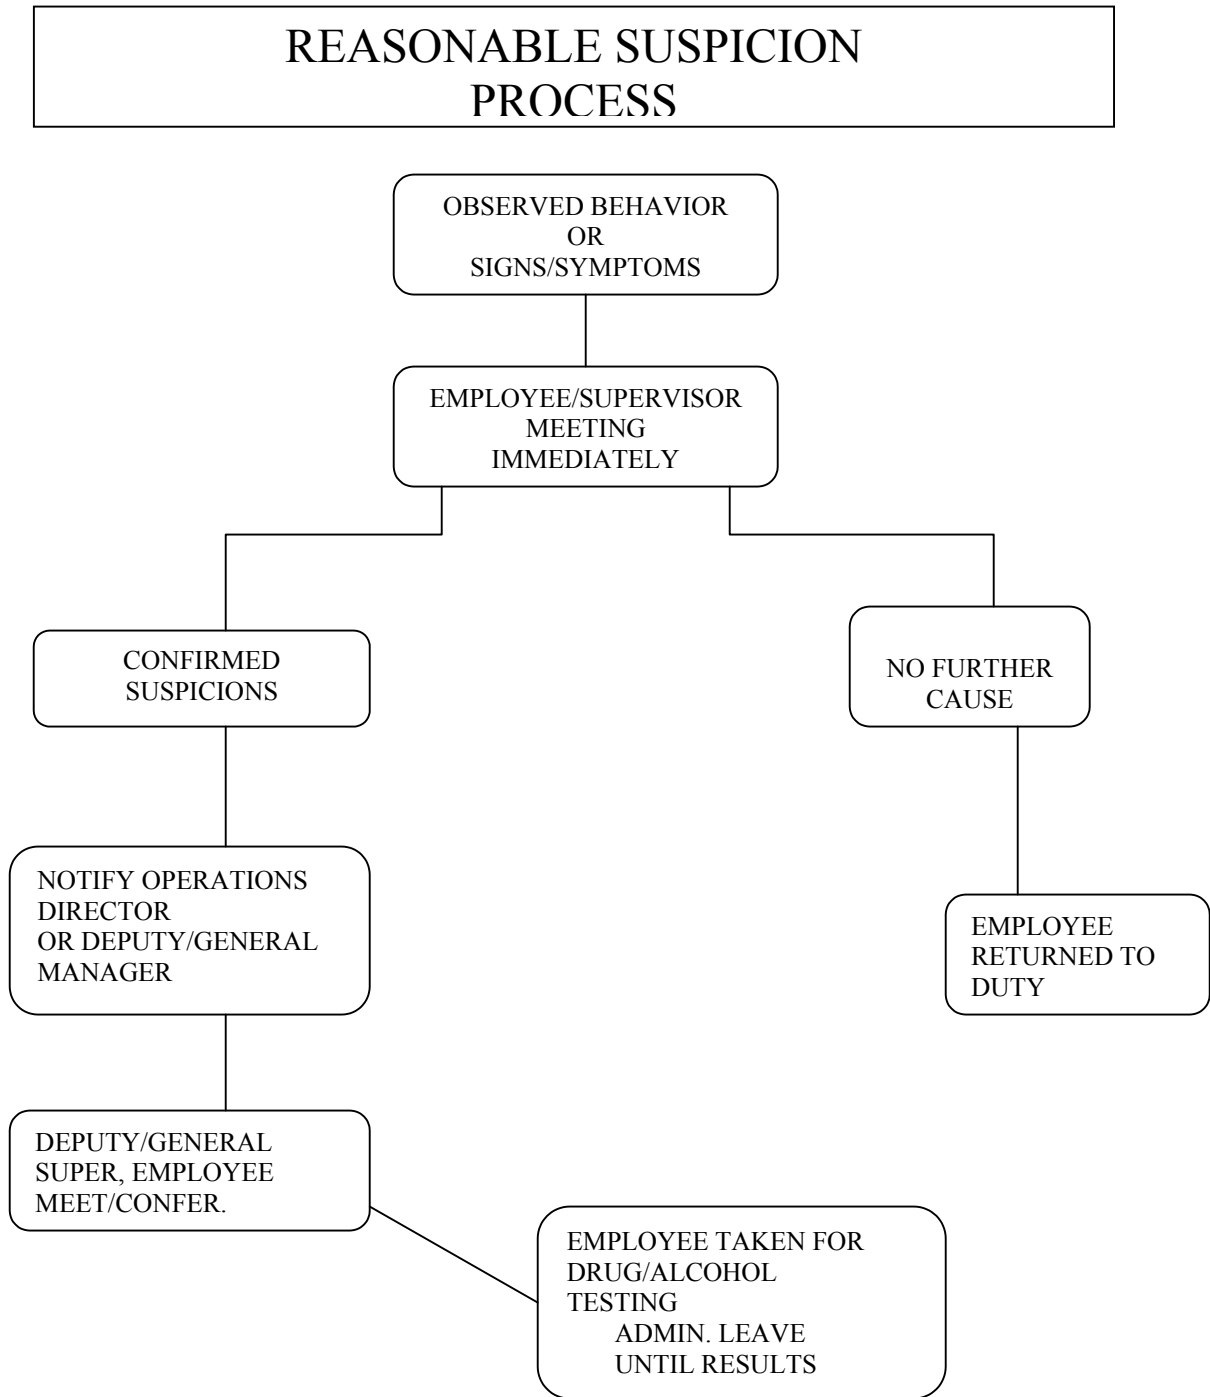 REASONABLE SUSPICION
PROCESS
OBSERVED BEHAVIOR
OR
SIGNS/SYMPTOMS
EMPLOYEE/SUPERVISOR
MEETING
IMMEDIATELY
CONFIRMED
SUSPICIONS
NO FURTHER
CAUSE
NOTIFY OPERATIONS
DIRECTOR
OR DEPUTY/GENERAL
MANAGER
EMPLOYEE
RETURNED TO
DUTY
DEPUTY/GENERAL
SUPER, EMPLOYEE
MEET/CONFER.
EMPLOYEE TAKEN FOR
DRUG/ALCOHOL
TESTING
ADMIN. LEAVE
UNTIL RESULTS